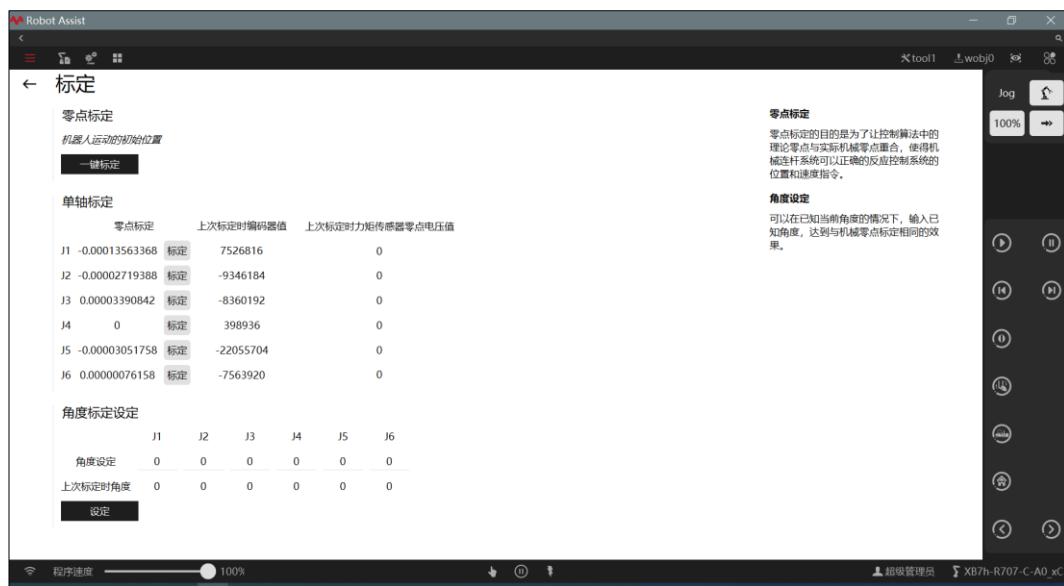 Robot Assist
tool1 wobj0
标定
零点标定
机器人运动的初始位置
一键标定
单轴标定
零点标定 上次标定时编码器值 上次标定时力矩传感器零点电压值
J1 -0.00013563368 标定 7526816 0
J2 -0.00002719388 标定 -9346184 0
J3 0.00003390842 标定 -8360192 0
J4 0 标定 398936 0
J5 -0.00003051758 标定 -22055704 0
J6 0.00000076158 标定 -7563920 0
角度标定设定
J1 J2 J3 J4 J5 J6
角度设定 0 0 0 0 0 0
上次标定时角度 0 0 0 0 0 0
设定
零点标定
零点标定的目的是为了让控制算法中的
理论零点与实际机械零点重合，使得机
械连杆系统可以正确的反应控制系统的
位置和速度指令。
角度设定
可以在已知当前角度的情况下，输入已
知角度，达到与机械零点标定相同的效
果。
Jog
100%
程序速度 100% 超级管理员 XB7h-R707-C-A0_x